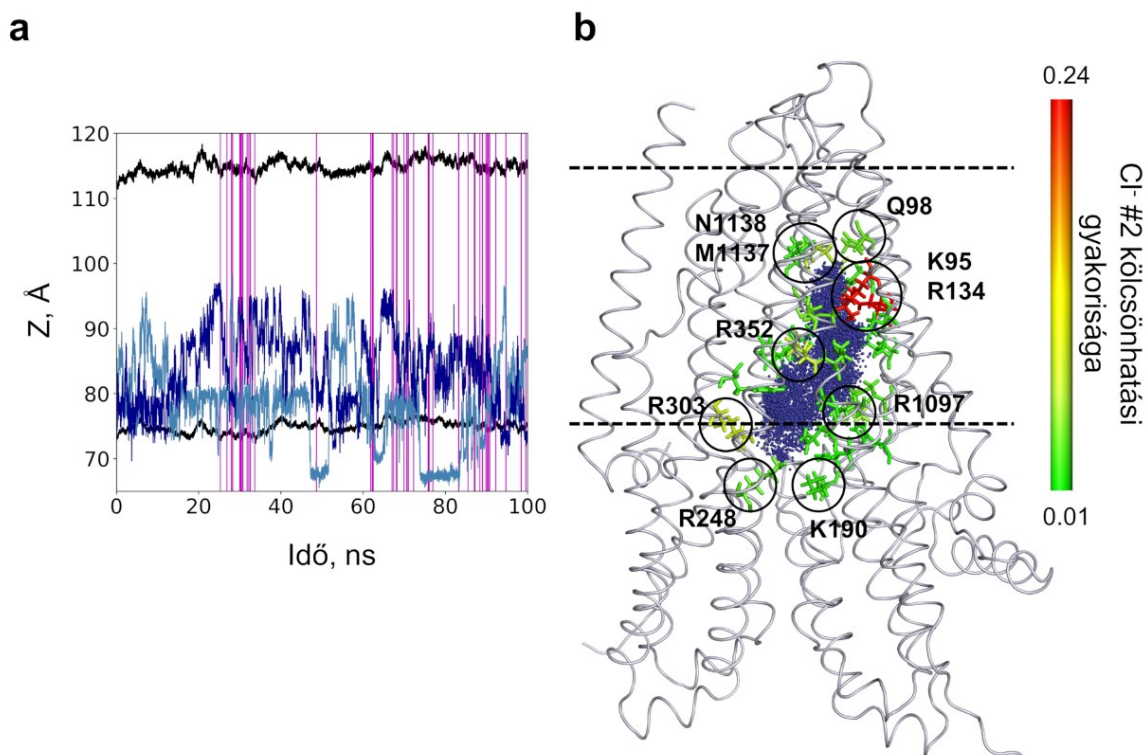 a
120
110
100
90
80
70
Z, Å
0
20
40
60
80
100
Idő, ns
b
N1138
M1137
Q98
K95
R134
R352
R303
R1097
R248
K190
0.24
0.01
Cl- #2 kölcsöönhatási
gyakorisága